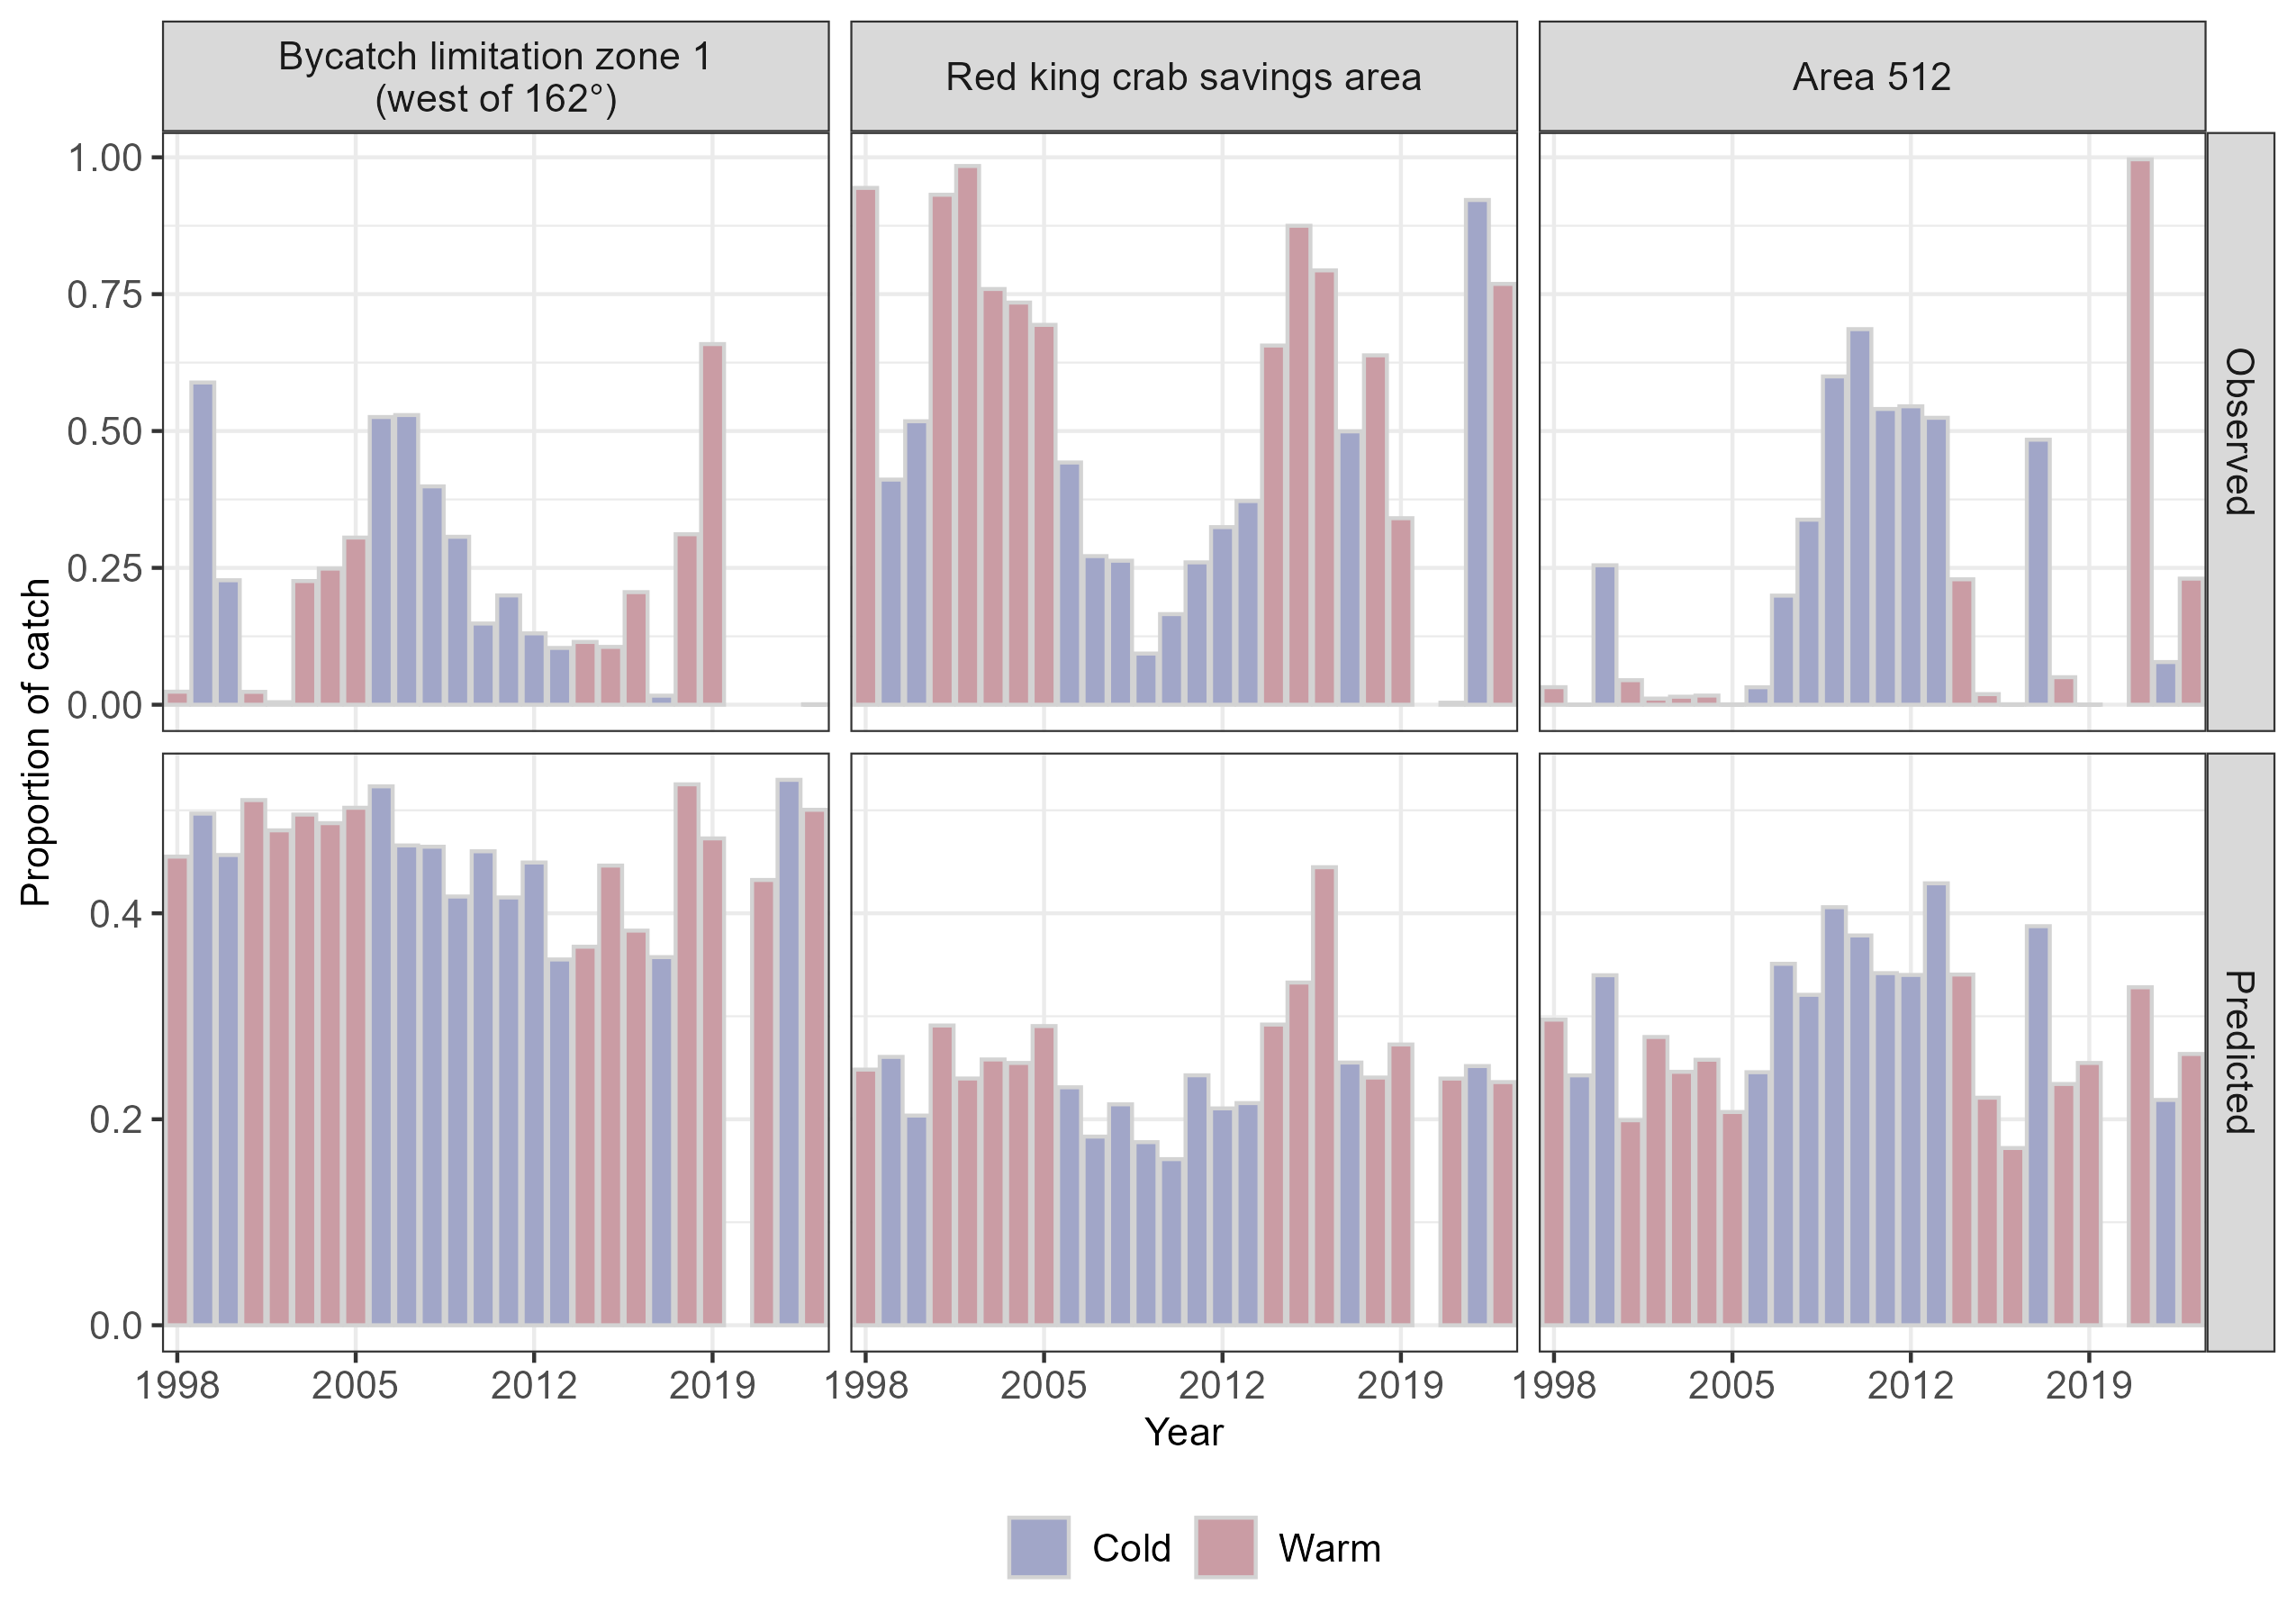 Bycatch limitation zone 1
(west of 162°)
Red king crab savings area
Area 512
Proportion of catch
1.00
0.75
0.50
0.25
0.00
Observed
0.4
0.2
0.0
Predicted
1998
2005
2012
2019
1998
2005
2012
2019
1998
2005
2012
2019
Year
Cold
Warm